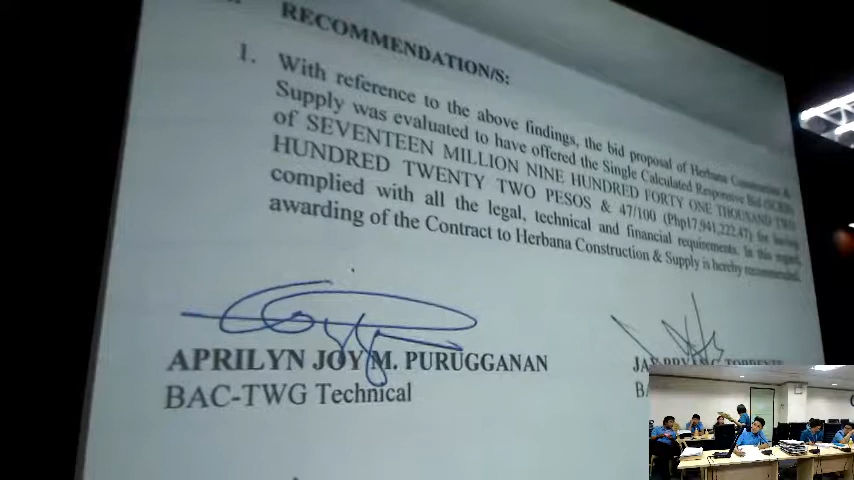 RECOMMENDATION/S:
1. With reference to the above findings, the bid proposal of Herbana Construction &
Supply was evaluated to have offered the Single Calculated Responsive Bid (SCRB)
of SEVENTEEN MILLION NINE HUNDRED FORTY ONE THOUSAND TWO
HUNDRED TWENTY TWO PESOS & 47/100 (Php17,941,222.47) for having
complied with all the legal, technical and financial requirements. In this regard,
awarding of the Contract to Herbana Construction & Supply is hereby recommended.
APRILYN JOY M. PURUGGANAN
BAC-TWG Technical
TORRENTE